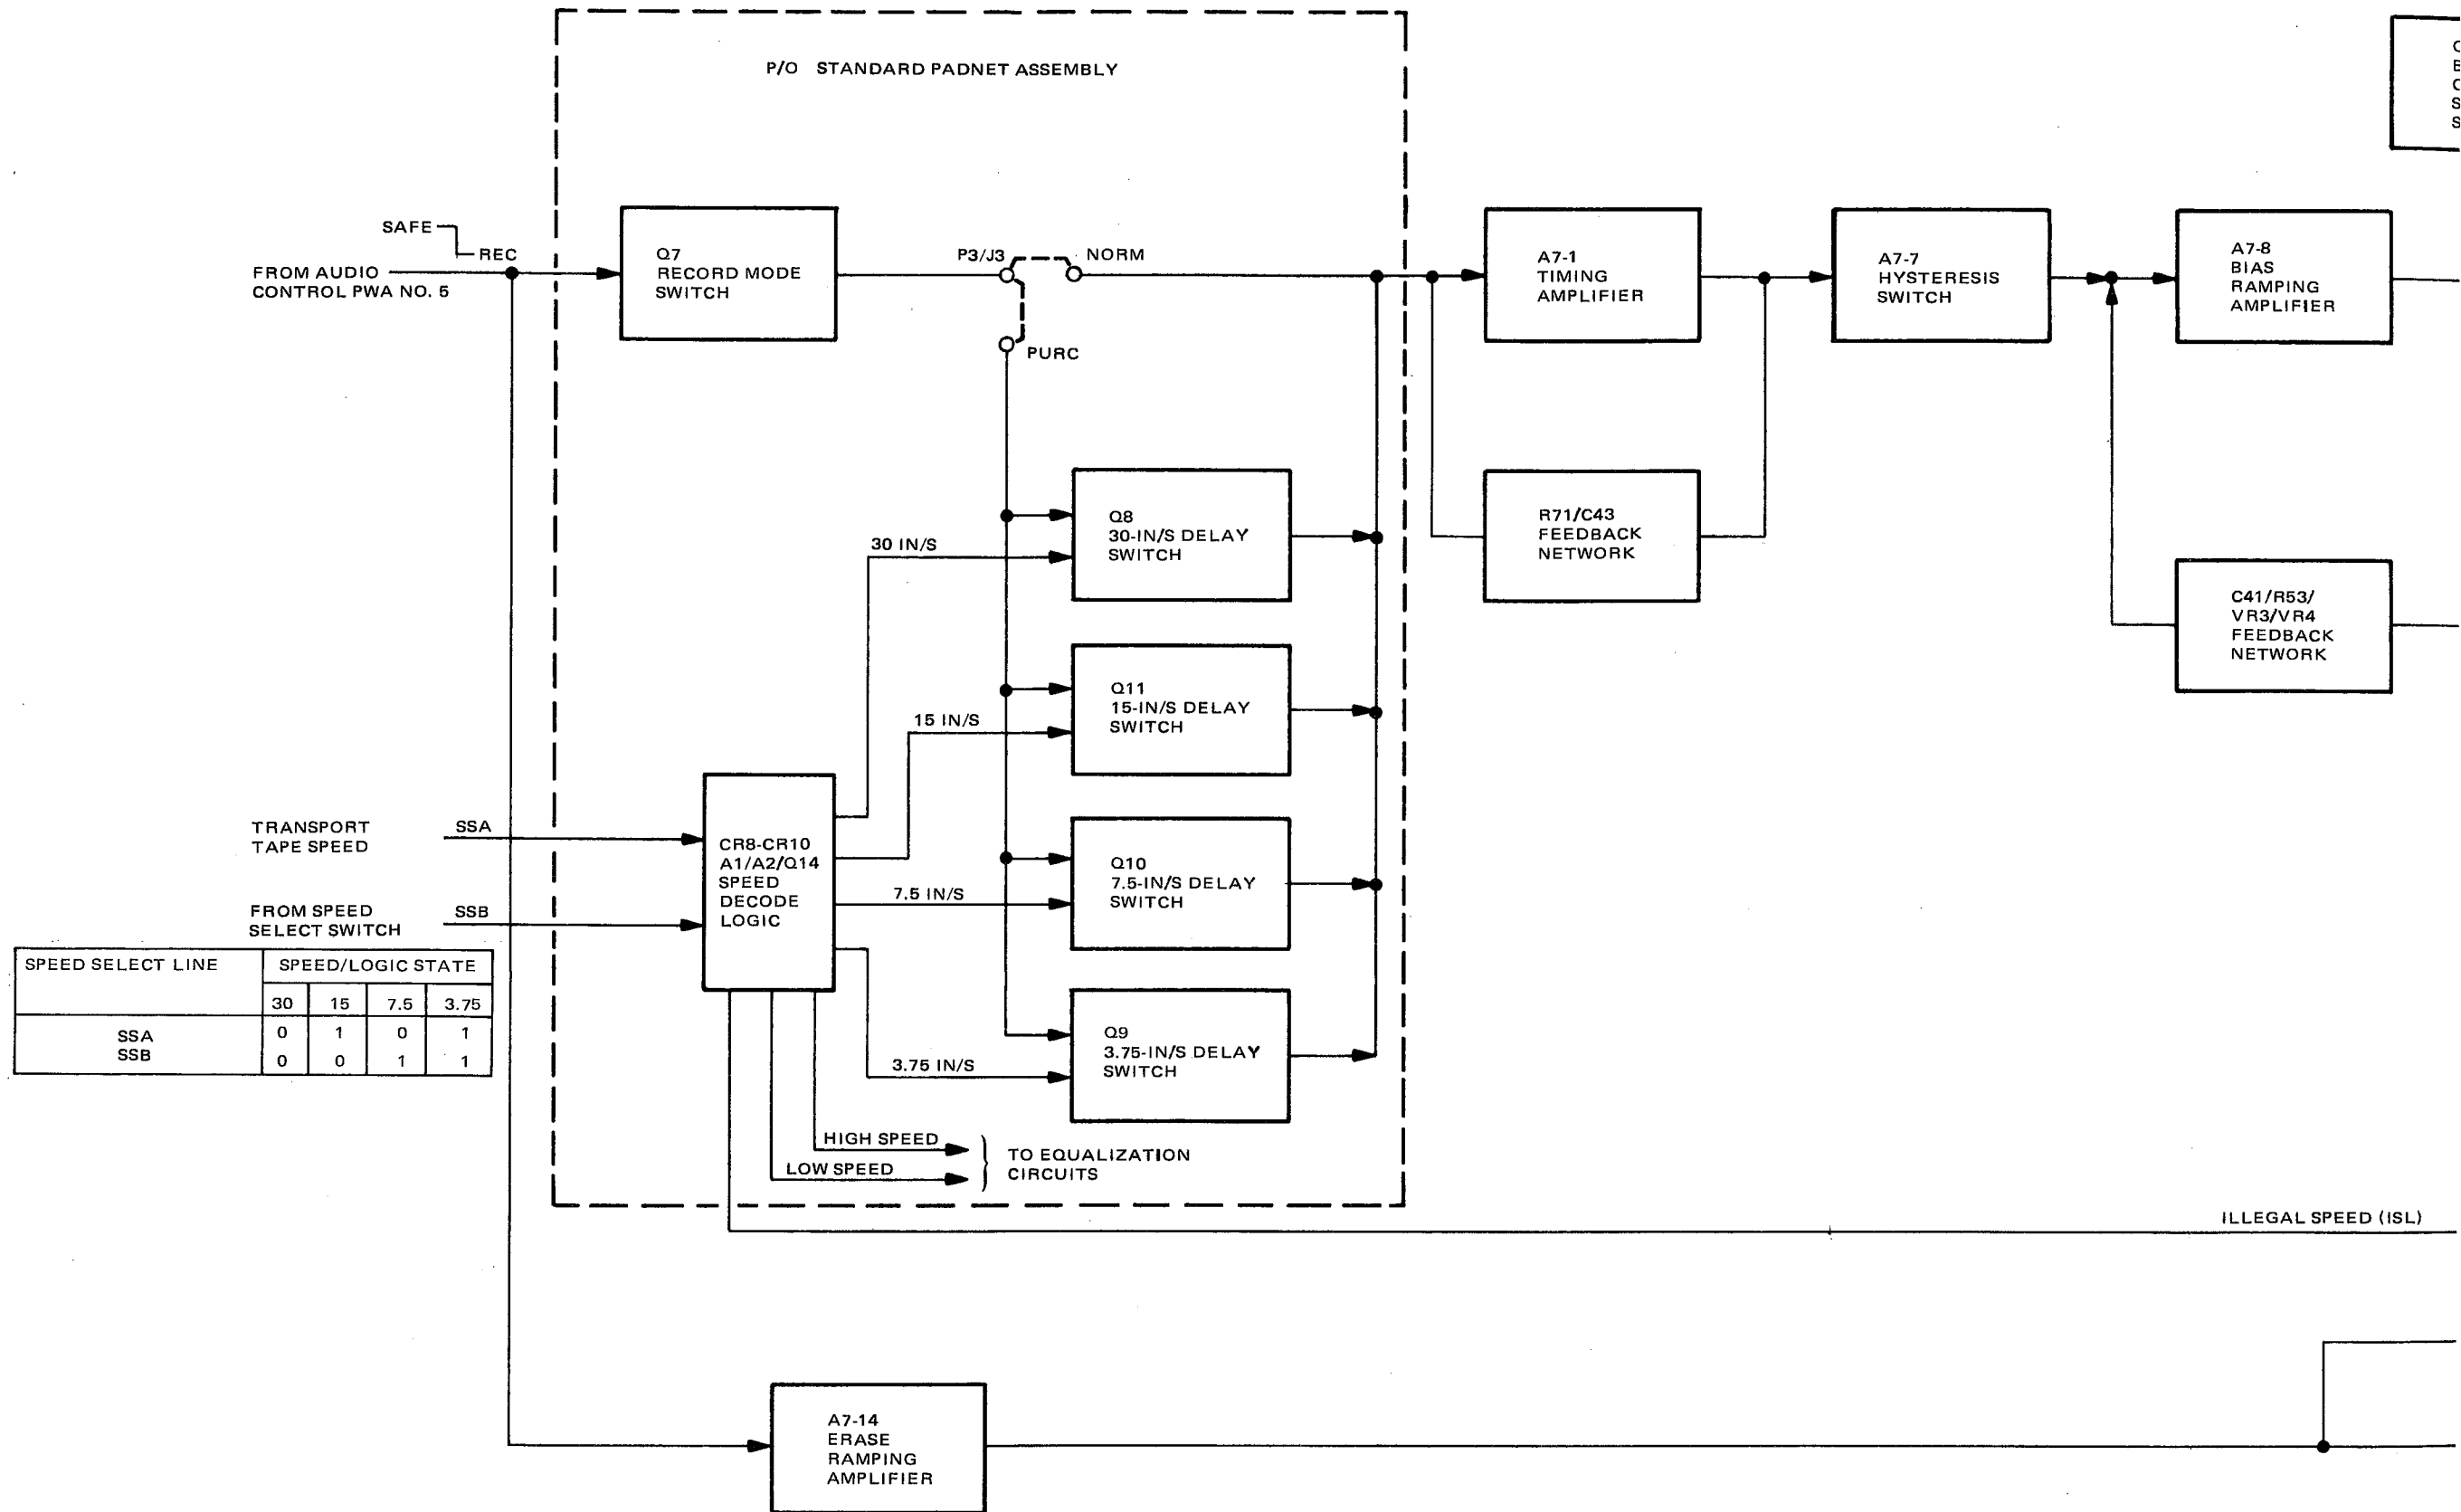 P/O STANDARD PADNET ASSEMBLY
SAFE
REC
FROM AUDIO
CONTROL PWA NO. 5
Q7
RECORD MODE
SWITCH
P3/J3
NORM
PURC
A7-1
TIMING
AMPLIFIER
A7-7
HYSTERESIS
SWITCH
A7-8
BIAS
RAMPING
AMPLIFIER
Q8
30-IN/S DELAY
SWITCH
30 IN/S
R71/C43
FEEDBACK
NETWORK
C41/R53/
VR3/VR4
FEEDBACK
NETWORK
Q11
15-IN/S DELAY
SWITCH
15 IN/S
TRANSPORT
TAPE SPEED
SSA
CR8-CR10
A1/A2/Q14
SPEED
DECODE
LOGIC
Q10
7.5-IN/S DELAY
SWITCH
7.5 IN/S
FROM SPEED
SELECT SWITCH
SSB
SPEED SELECT LINE SPEED/LOGIC STATE
30 15 7.5 3.75
SSA 0 1 0 1
SSB 0 0 1 1
Q9
3.75-IN/S DELAY
SWITCH
3.75 IN/S
HIGH SPEED
LOW SPEED
TO EQUALIZATION
CIRCUITS
ILLEGAL SPEED (ISL)
A7-14
ERASE
RAMPING
AMPLIFIER